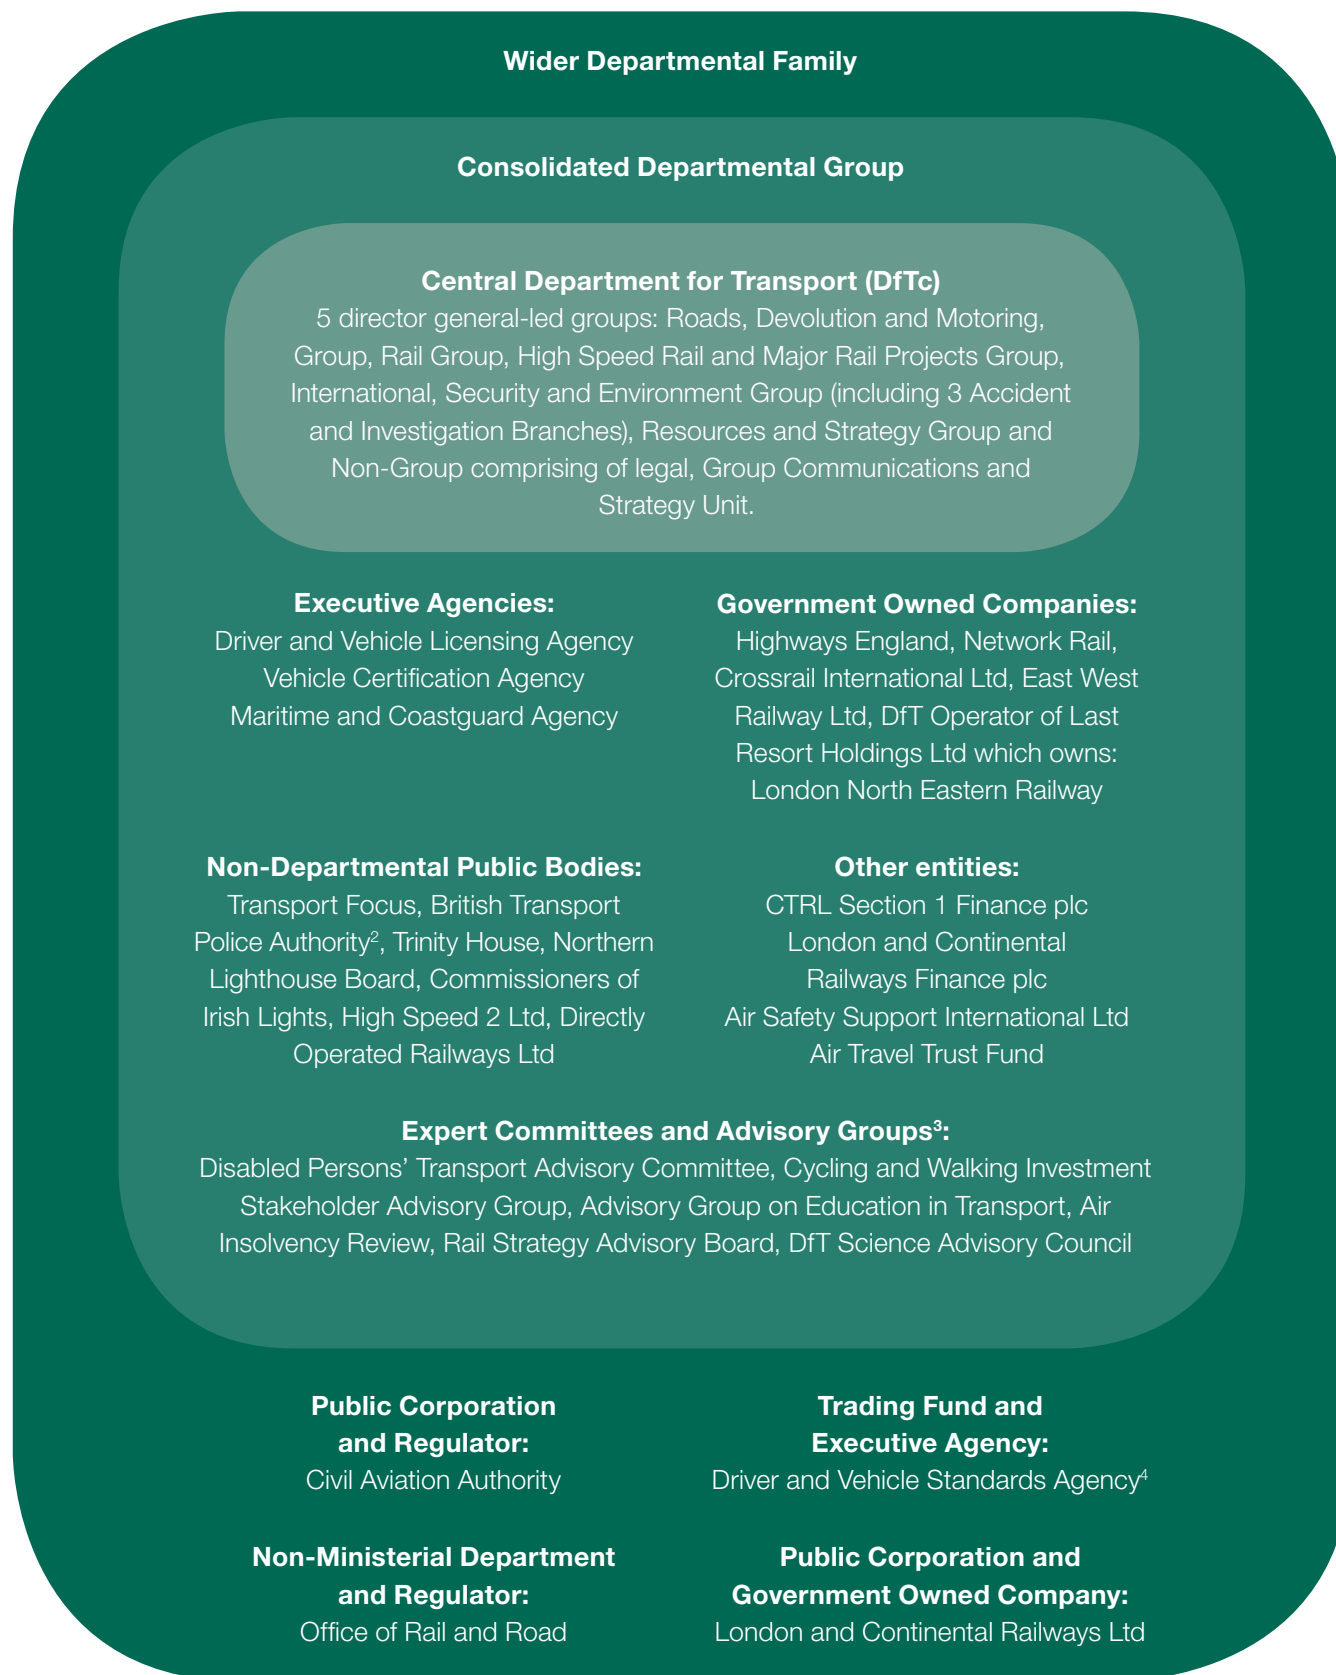 Wider Departmental Family
Consolidated Departmental Group
Central Department for Transport (DfTc)
5 director general-led groups: Roads, Devolution and Motoring,
Group, Rail Group, High Speed Rail and Major Rail Projects Group,
International, Security and Environment Group (including 3 Accident
and Investigation Branches), Resources and Strategy Group and
Non-Group comprising of legal, Group Communications and
Strategy Unit.
Executive Agencies:
Driver and Vehicle Licensing Agency
Vehicle Certification Agency
Maritime and Coastguard Agency
Government Owned Companies:
Highways England, Network Rail,
Crossrail International Ltd, East West
Railway Ltd, DfT Operator of Last
Resort Holdings Ltd which owns:
London North Eastern Railway
Non-Departmental Public Bodies:
Transport Focus, British Transport
Police Authority², Trinity House, Northern
Lighthouse Board, Commissioners of
Irish Lights, High Speed 2 Ltd, Directly
Operated Railways Ltd
Other entities:
CTRL Section 1 Finance plc
London and Continental
Railways Finance plc
Air Safety Support International Ltd
Air Travel Trust Fund
Expert Committees and Advisory Groups³:
Disabled Persons’ Transport Advisory Committee, Cycling and Walking Investment
Stakeholder Advisory Group, Advisory Group on Education in Transport, Air
Insolvency Review, Rail Strategy Advisory Board, DfT Science Advisory Council
Public Corporation
and Regulator:
Civil Aviation Authority
Trading Fund and
Executive Agency:
Driver and Vehicle Standards Agency⁴
Non-Ministerial Department
and Regulator:
Office of Rail and Road
Public Corporation and
Government Owned Company:
London and Continental Railways Ltd